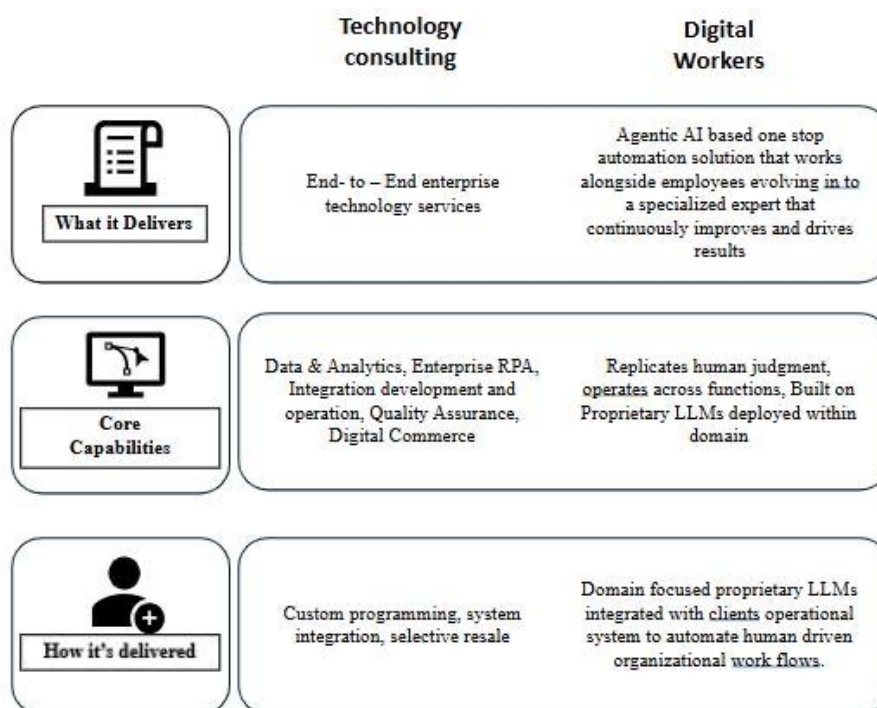 Technology
consulting
Digital
Workers
What it Delivers
End- to – End enterprise
technology services
Agentic AI based one stop
automation solution that works
alongside employees evolving in to
a specialized expert that
continuously improves and drives
results
Core
Capabilities
Data & Analytics, Enterprise RPA,
Integration development and
operation, Quality Assurance,
Digital Commerce
Replicates human judgment,
operates across functions, Built on
Proprietary LLMs deployed within
domain
How it's delivered
Custom programming, system
integration, selective resale
Domain focused proprietary LLMs
integrated with clients operational
system to automate human driven
organizational work flows.